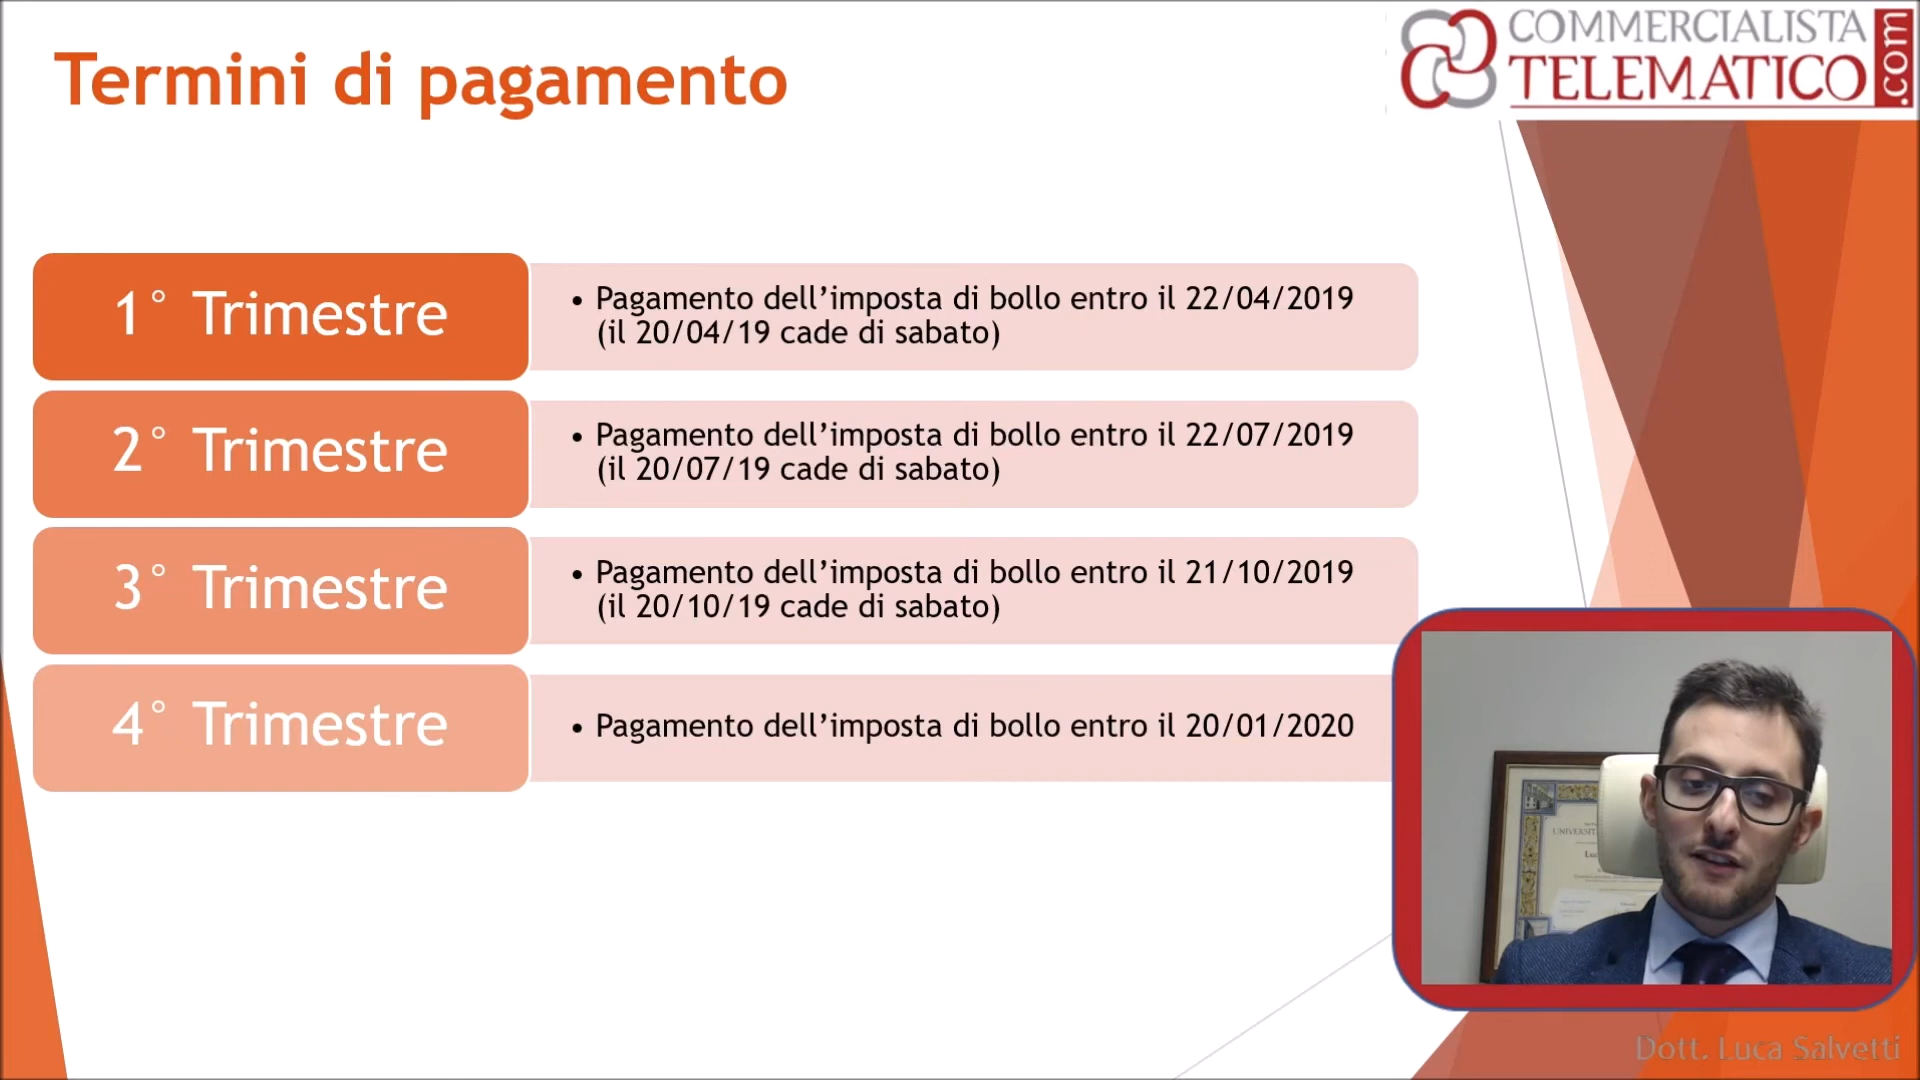 Termini di pagamento
COMMERCIALISTA
TELEMATICO
.com
1° Trimestre
• Pagamento dell’imposta di bollo entro il 22/04/2019
(il 20/04/19 cade di sabato)
2° Trimestre
• Pagamento dell’imposta di bollo entro il 22/07/2019
(il 20/07/19 cade di sabato)
3° Trimestre
• Pagamento dell’imposta di bollo entro il 21/10/2019
(il 20/10/19 cade di sabato)
4° Trimestre
• Pagamento dell’imposta di bollo entro il 20/01/2020
Dott. Luca Salvetti